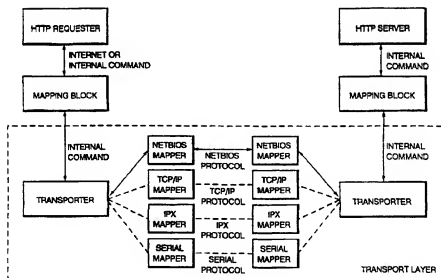 HTTP REQUESTER
HTTP SERVER
INTERNET OR
INTERNAL COMMAND
INTERNAL
COMMAND
MAPPING BLOCK
MAPPING BLOCK
INTERNAL
COMMAND
NETBIOS
MAPPER
NETBIOS
PROTOCOL
NETBIOS
MAPPER
INTERNAL
COMMAND
TRANSPORTER
TCP/IP
MAPPER
TCP/IP
PROTOCOL
TCP/IP
MAPPER
TRANSPORTER
IPX
MAPPER
IPX
PROTOCOL
IPX
MAPPER
SERIAL
MAPPER
SERIAL
PROTOCOL
SERIAL
MAPPER
TRANSPORT LAYER